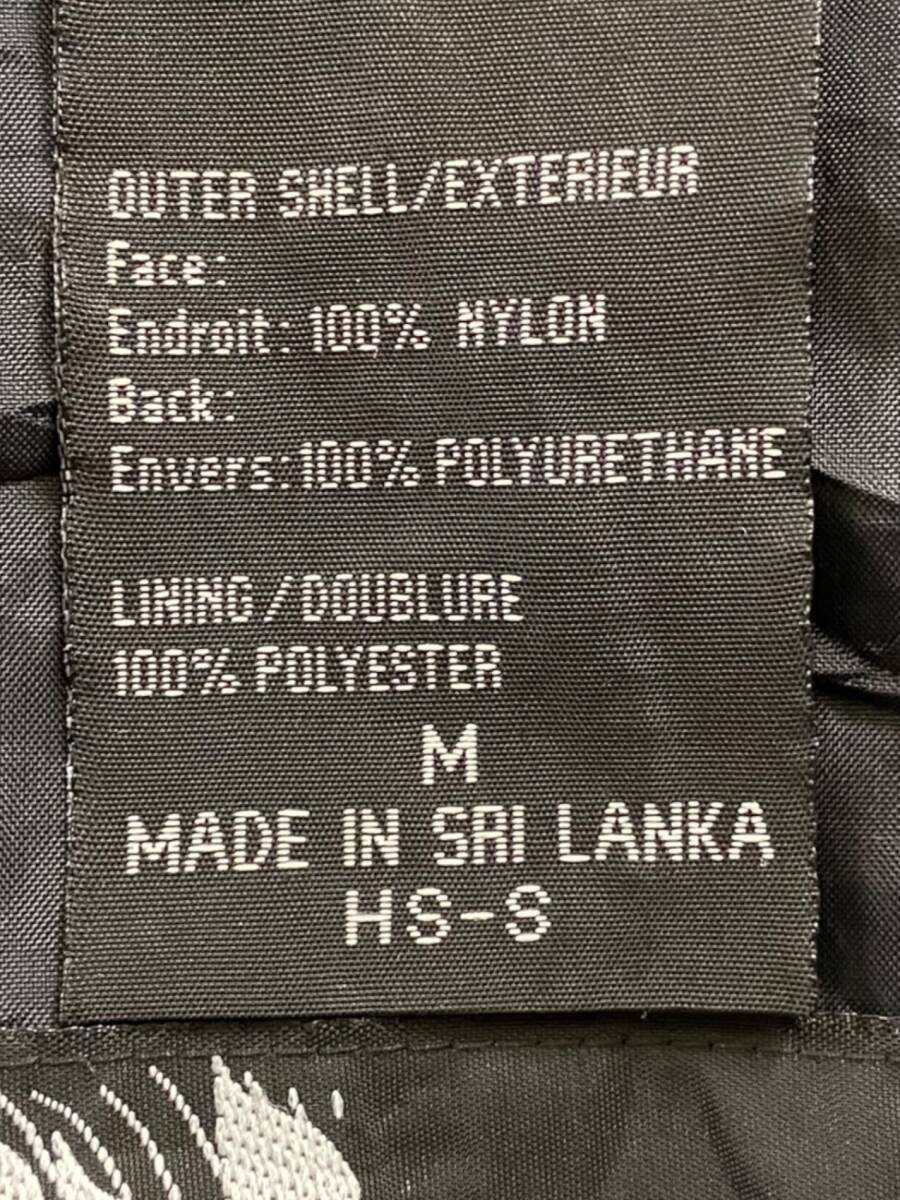 OUTER SHELL/EXTERIEUR
Face:
Endroit: 100% NYLON
Back:
Envers: 100% POLYURETHANE
LINING/DOUBLURE
100% POLYESTER
M
MADE IN SRI LANKA
HS-S